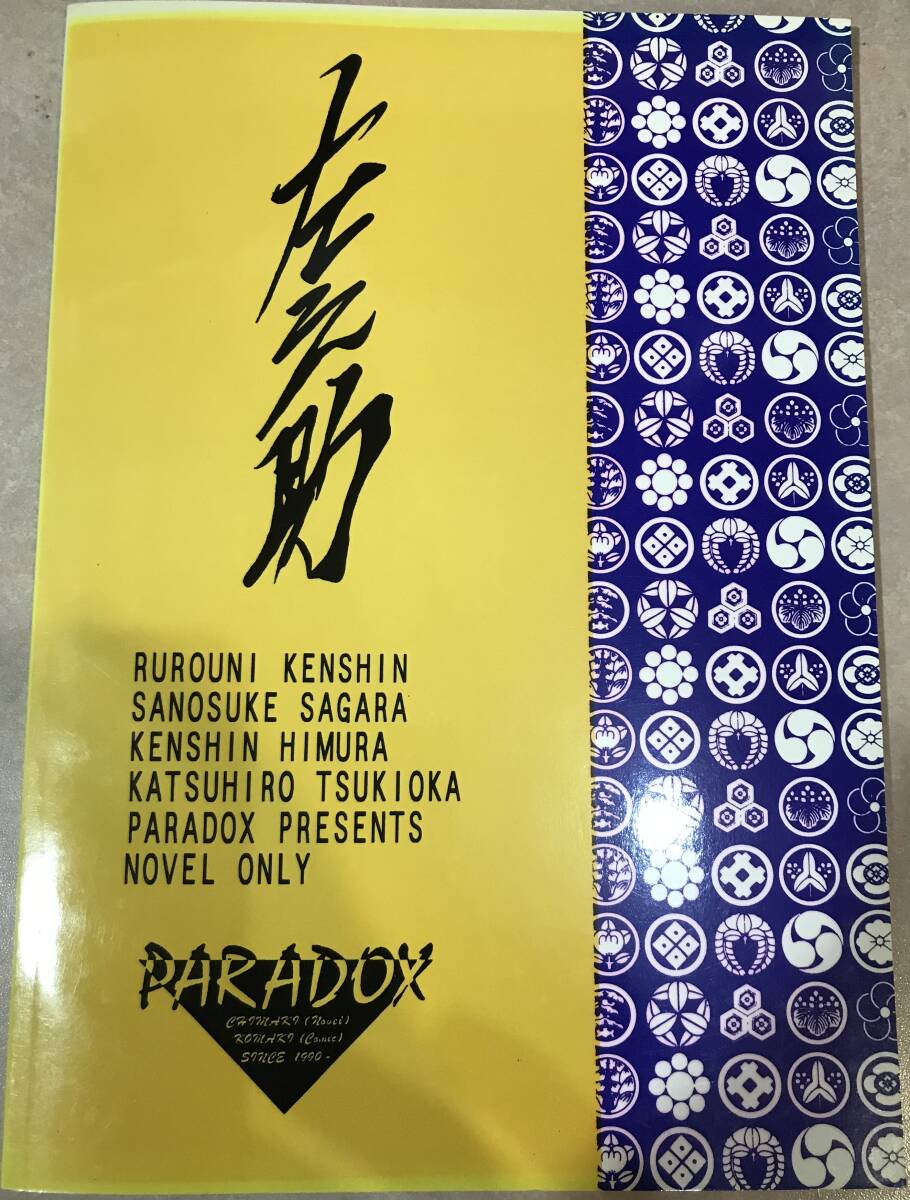 左之助
RUROUNI KENSHIN
SANOSUKE SAGARA
KENSHIN HIMURA
KATSUHIRO TSUKIOKA
PARADOX PRESENTS
NOVEL ONLY
PARADOX
CHIMAKI (Novel)
KOMAKI (Comic)
SINCE 1990-